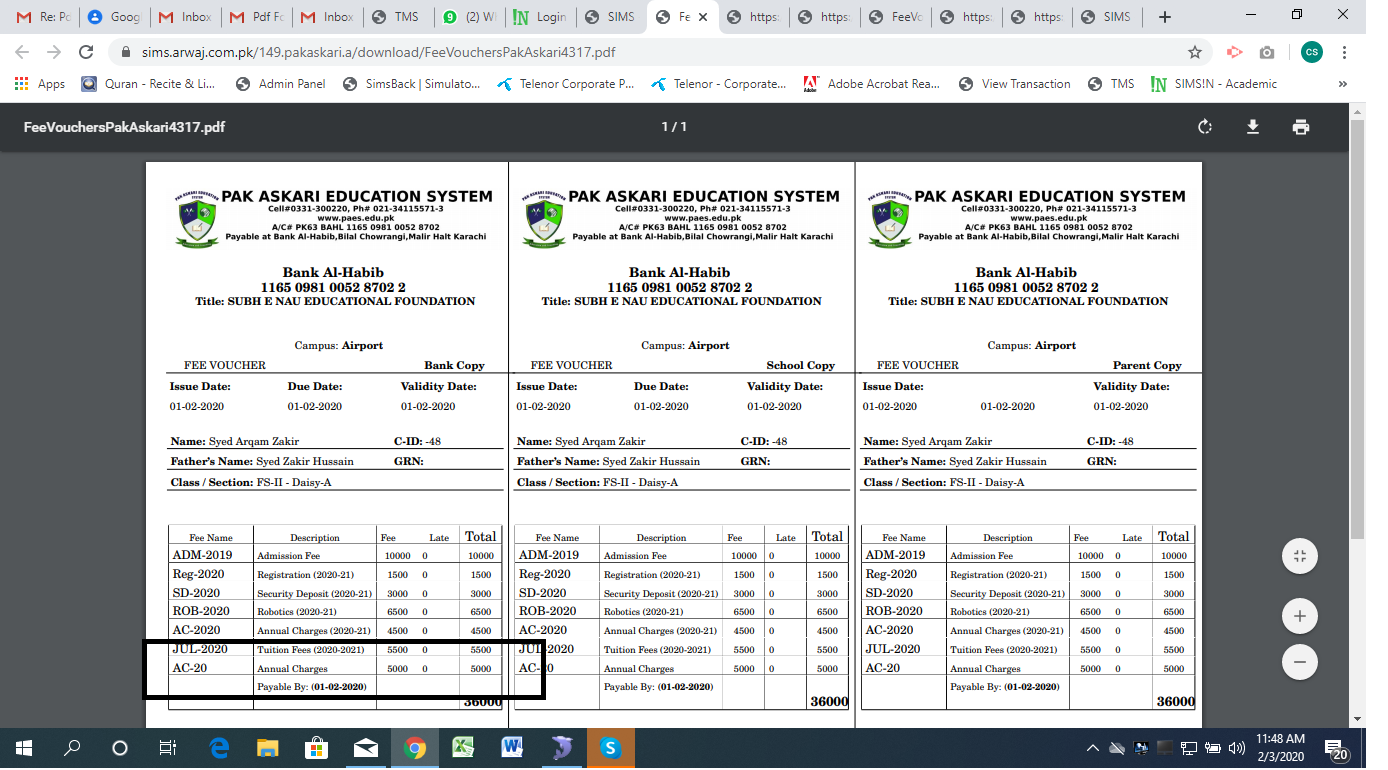 Re: Pa
Goog
Inbox
Pdf Fo
Inbox
TMS
(2) W
Login
SIMS
Fe
https:
https:
FeeVo
https:
https:
SIMS
sims.arwaj.com.pk/149.pakaskari.a/download/FeeVouchersPakAskari4317.pdf
CS
Apps
Quran - Recite & Li...
Admin Panel
SimsBack | Simulato...
Telenor Corporate P...
Telenor - Corporate...
Adobe Acrobat Rea...
View Transaction
TMS
SIMS!N - Academic
»
FeeVouchersPakAskari4317.pdf
1 / 1
PAK ASKARI EDUCATION SYSTEM
Cell#0331-300220, Ph# 021-34115571-3
www.paes.edu.pk
A/C# PK63 BAHL 1165 0981 0052 8702
Payable at Bank Al-Habib,Bilal Chowrangi,Malir Halt Karachi
Bank Al-Habib
1165 0981 0052 8702 2
Title: SUBH E NAU EDUCATIONAL FOUNDATION
Campus: Airport
FEE VOUCHER Bank Copy
Issue Date: Due Date: Validity Date:
01-02-2020 01-02-2020 01-02-2020
Name: Syed Arqam Zakir C-ID: -48
Father's Name: Syed Zakir Hussain GRN:
Class / Section: FS-II - Daisy-A
Fee Name Description Fee Late Total
ADM-2019 Admission Fee 10000 0 10000
Reg-2020 Registration (2020-21) 1500 0 1500
SD-2020 Security Deposit (2020-21) 3000 0 3000
ROB-2020 Robotics (2020-21) 6500 0 6500
AC-2020 Annual Charges (2020-21) 4500 0 4500
JUL-2020 Tuition Fees (2020-2021) 5500 0 5500
AC-20 Annual Charges 5000 0 5000
Payable By: (01-02-2020)
36000
PAK ASKARI EDUCATION SYSTEM
Cell#0331-300220, Ph# 021-34115571-3
www.paes.edu.pk
A/C# PK63 BAHL 1165 0981 0052 8702
Payable at Bank Al-Habib,Bilal Chowrangi,Malir Halt Karachi
Bank Al-Habib
1165 0981 0052 8702 2
Title: SUBH E NAU EDUCATIONAL FOUNDATION
Campus: Airport
FEE VOUCHER School Copy
Issue Date: Due Date: Validity Date:
01-02-2020 01-02-2020 01-02-2020
Name: Syed Arqam Zakir C-ID: -48
Father's Name: Syed Zakir Hussain GRN:
Class / Section: FS-II - Daisy-A
Fee Name Description Fee Late Total
ADM-2019 Admission Fee 10000 0 10000
Reg-2020 Registration (2020-21) 1500 0 1500
SD-2020 Security Deposit (2020-21) 3000 0 3000
ROB-2020 Robotics (2020-21) 6500 0 6500
AC-2020 Annual Charges (2020-21) 4500 0 4500
JUL-2020 Tuition Fees (2020-2021) 5500 0 5500
AC-20 Annual Charges 5000 0 5000
Payable By: (01-02-2020)
36000
PAK ASKARI EDUCATION SYSTEM
Cell#0331-300220, Ph# 021-34115571-3
www.paes.edu.pk
A/C# PK63 BAHL 1165 0981 0052 8702
Payable at Bank Al-Habib,Bilal Chowrangi,Malir Halt Karachi
Bank Al-Habib
1165 0981 0052 8702 2
Title: SUBH E NAU EDUCATIONAL FOUNDATION
Campus: Airport
FEE VOUCHER Parent Copy
Issue Date: Validity Date:
01-02-2020 01-02-2020 01-02-2020
Name: Syed Arqam Zakir C-ID: -48
Father's Name: Syed Zakir Hussain GRN:
Class / Section: FS-II - Daisy-A
Fee Name Description Fee Late Total
ADM-2019 Admission Fee 10000 0 10000
Reg-2020 Registration (2020-21) 1500 0 1500
SD-2020 Security Deposit (2020-21) 3000 0 3000
ROB-2020 Robotics (2020-21) 6500 0 6500
AC-2020 Annual Charges (2020-21) 4500 0 4500
JUL-2020 Tuition Fees (2020-2021) 5500 0 5500
AC-20 Annual Charges 5000 0 5000
Payable By: (01-02-2020)
36000
11:48 AM
2/3/2020
20